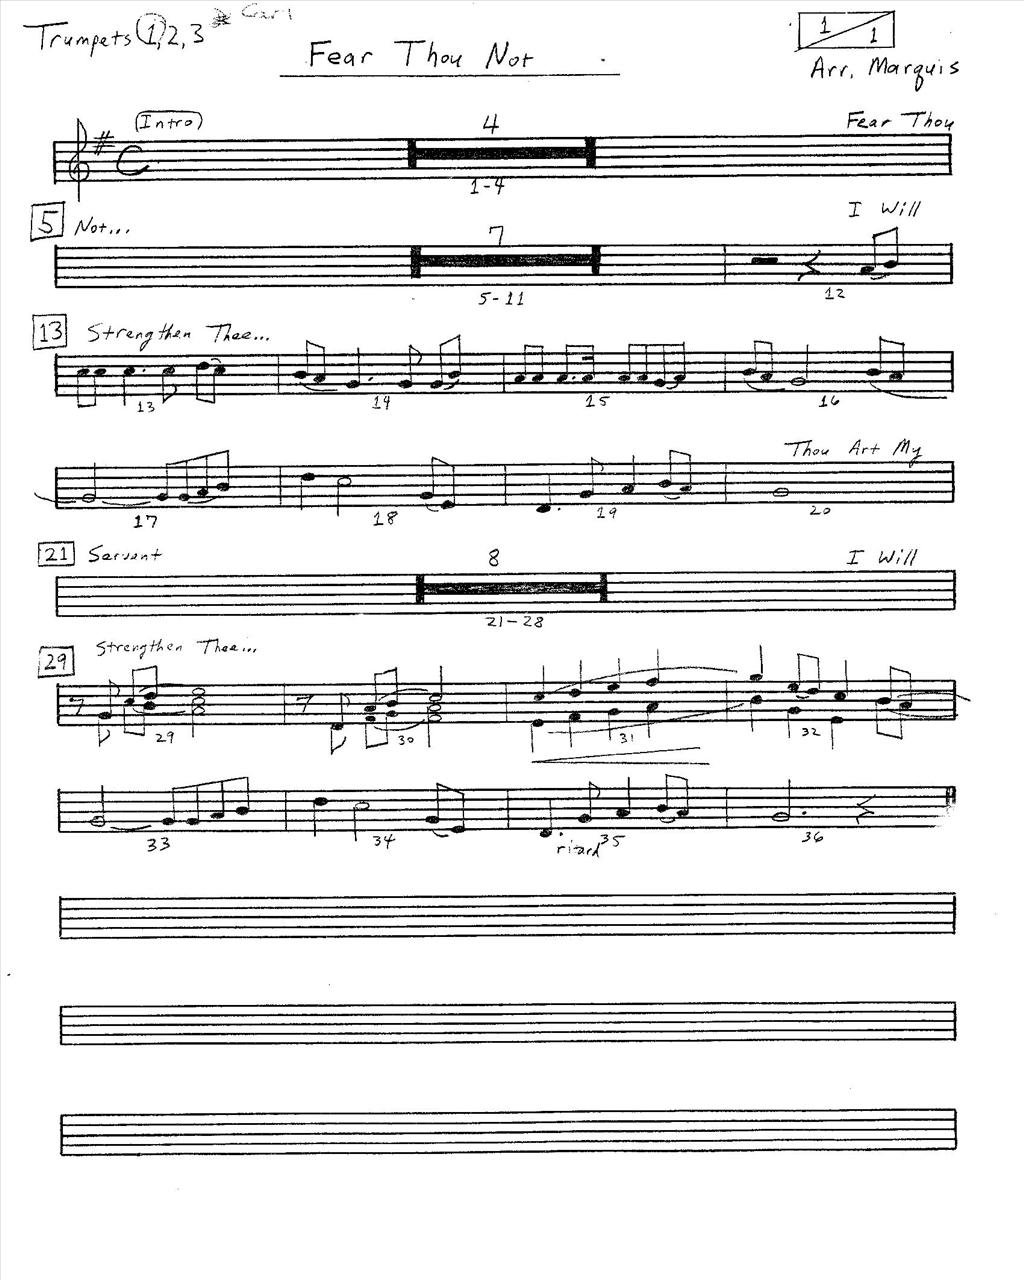 Trumpets 1, 2, 3 Carl
Fear Thou Not
1/1
Arr. Marquis
(Intro) 4 Fear Thou
1-4
5 Not... 7 I Will
5-11 12
13 Strengthen Thee...
13 14 15 16
Thou Art My
17 18 19 20
21 Servant 8 I Will
21-28
29 Strengthen Thee...
29 30 31 32
33 34 ritard 35 36